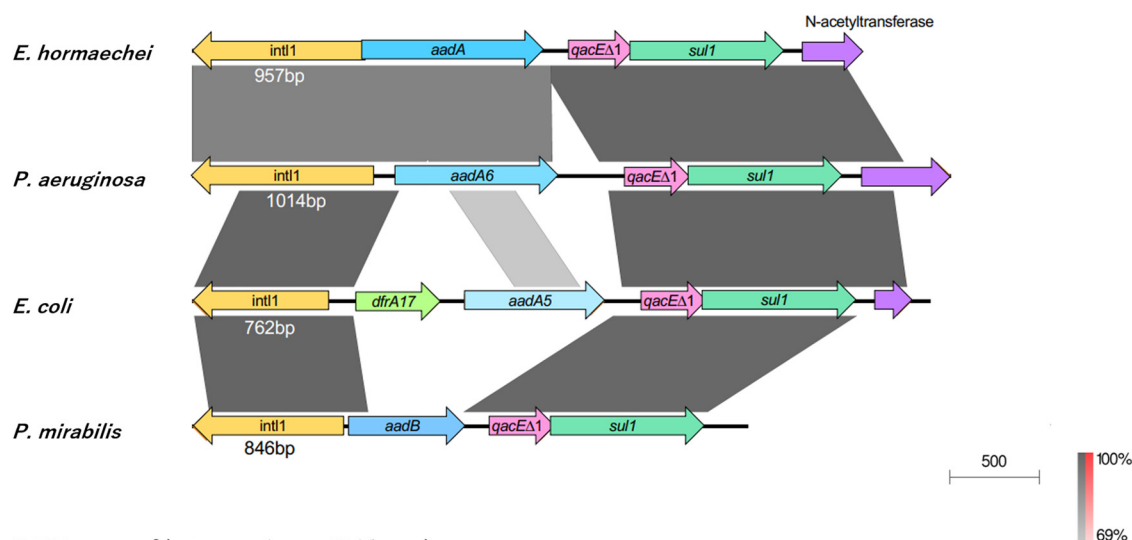 N-acetyltransferase
E. hormaechei intI1 aadA qacEΔ1 sul1
957bp
P. aeruginosa intI1 aadA6 qacEΔ1 sul1
1014bp
E. coli intI1 dfrA17 aadA5 qacEΔ1 sul1
762bp
P. mirabilis intI1 aadB qacEΔ1 sul1
846bp
500
100%
69%